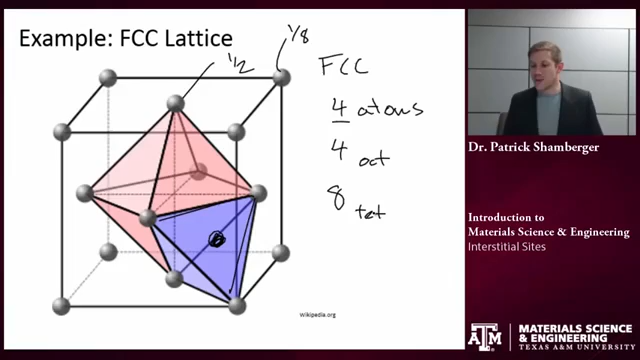 Example: FCC Lattice
1/2
1/8
FCC
4 atoms
4 oct
8 tet
Wikipedia.org
Dr. Patrick Shamberger
Introduction to
Materials Science & Engineering
Interstitial Sites
ATM
MATERIALS SCIENCE
& ENGINEERING
TEXAS A&M UNIVERSITY